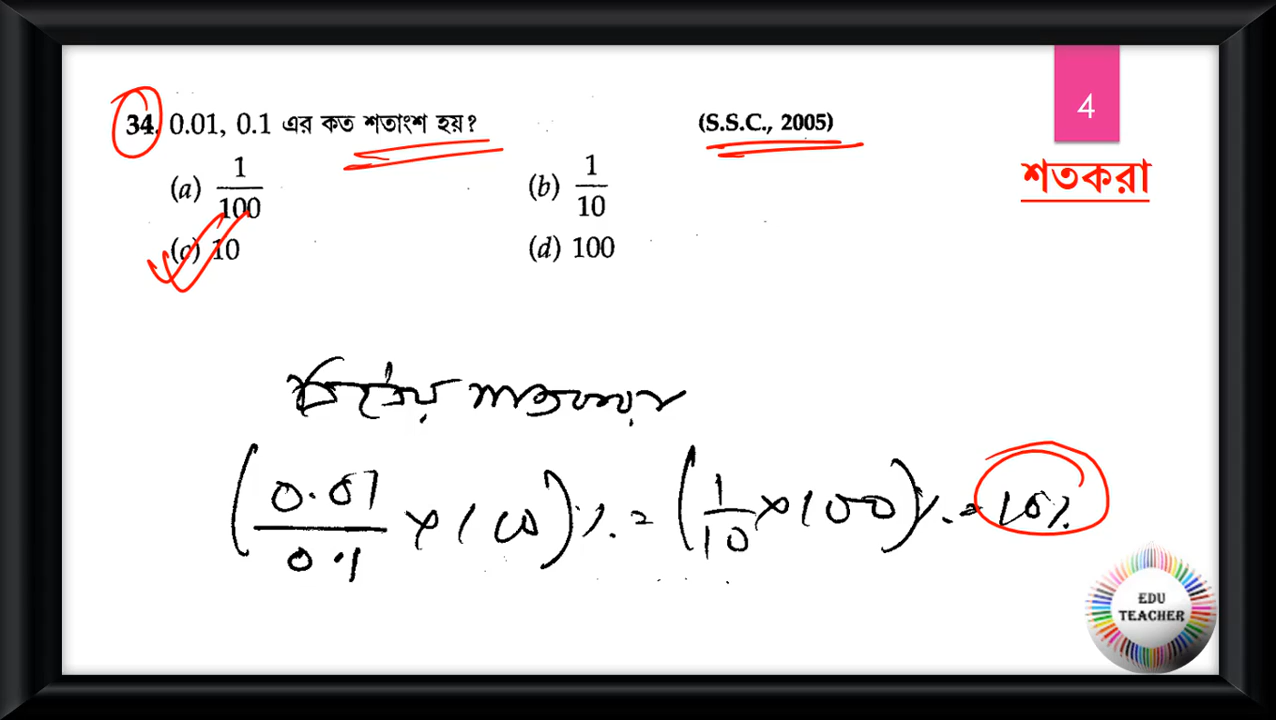 4
শতকরা
34. 0.01, 0.1 এর কত শতাংশ হয়? (S.S.C., 2005)
(a) 1/100 (b) 1/10
(c) 10 (d) 100
নির্ণেয় শতকরা
(0.01/0.1 × 100)% = (1/10 × 100)% = 10%
EDU
TEACHER